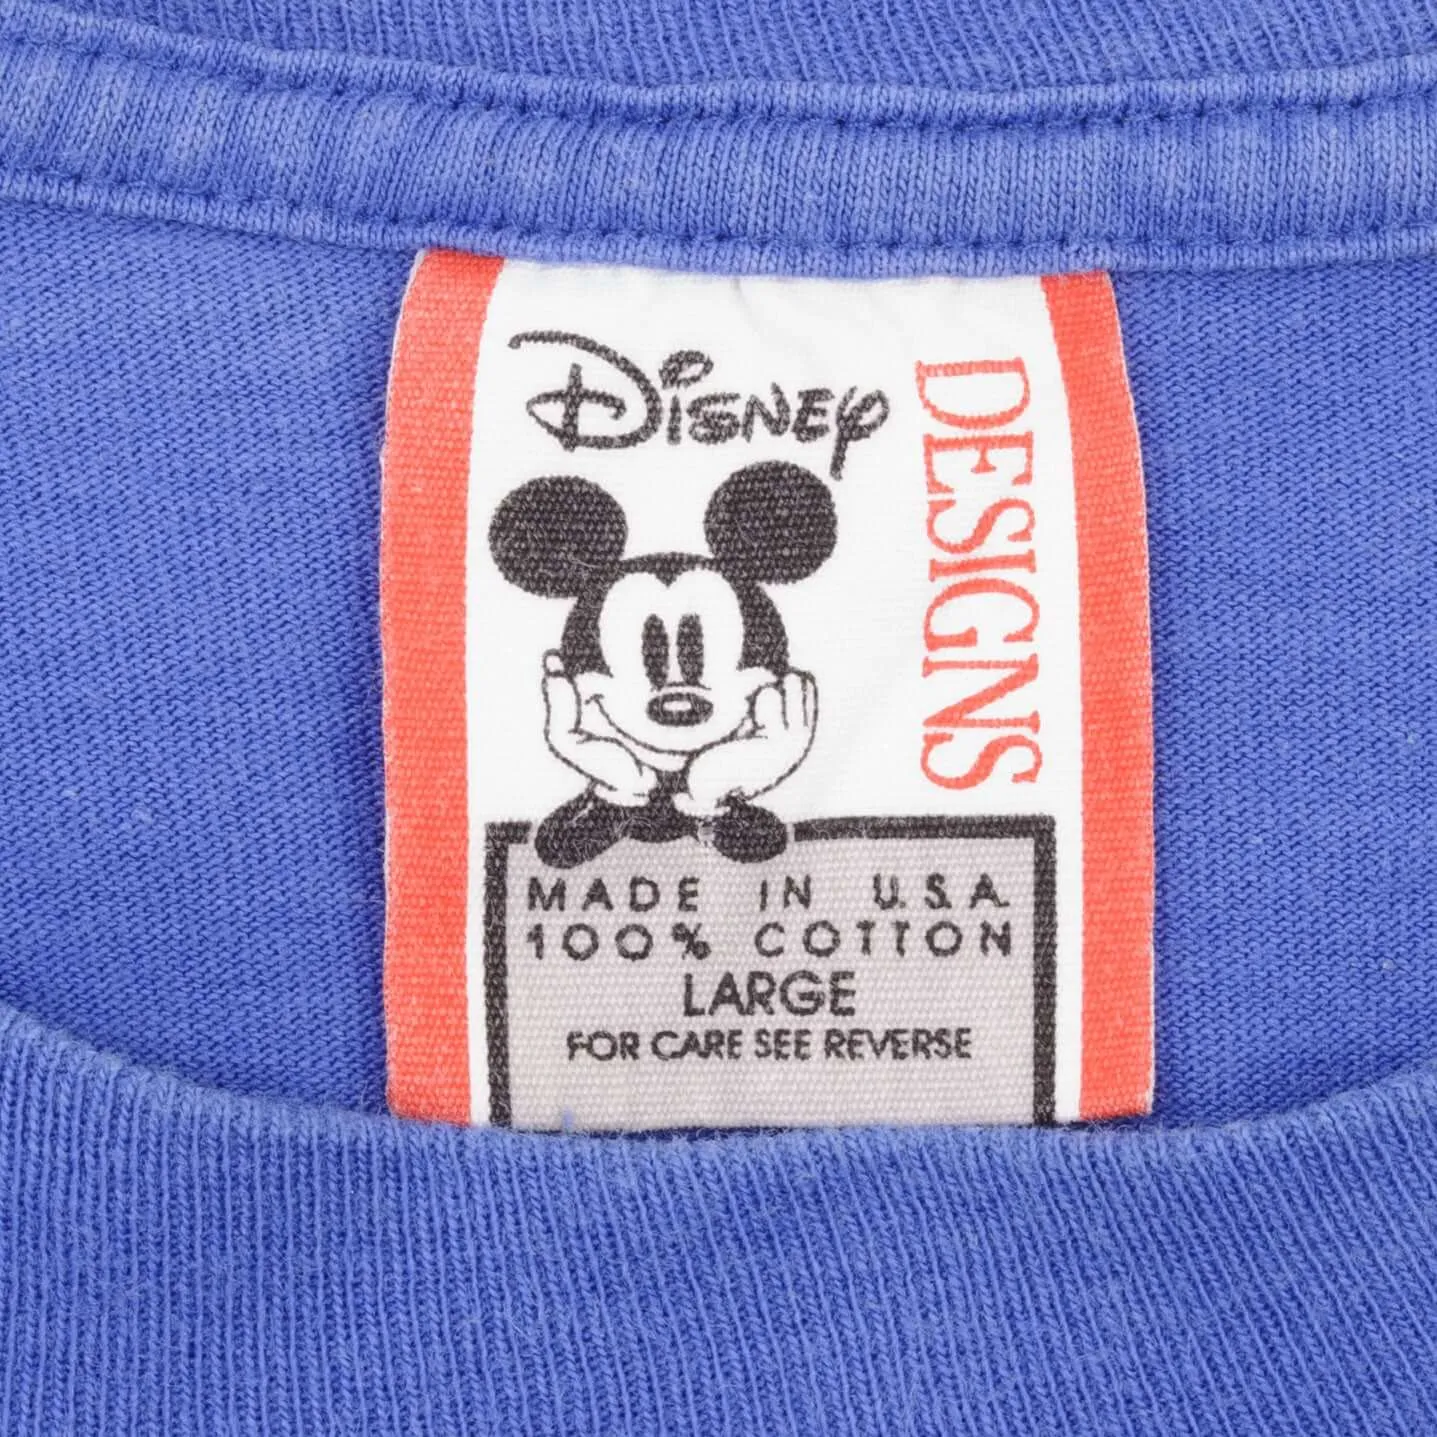 Disney
DESIGNS
MADE IN U.S.A.
100% COTTON
LARGE
FOR CARE SEE REVERSE